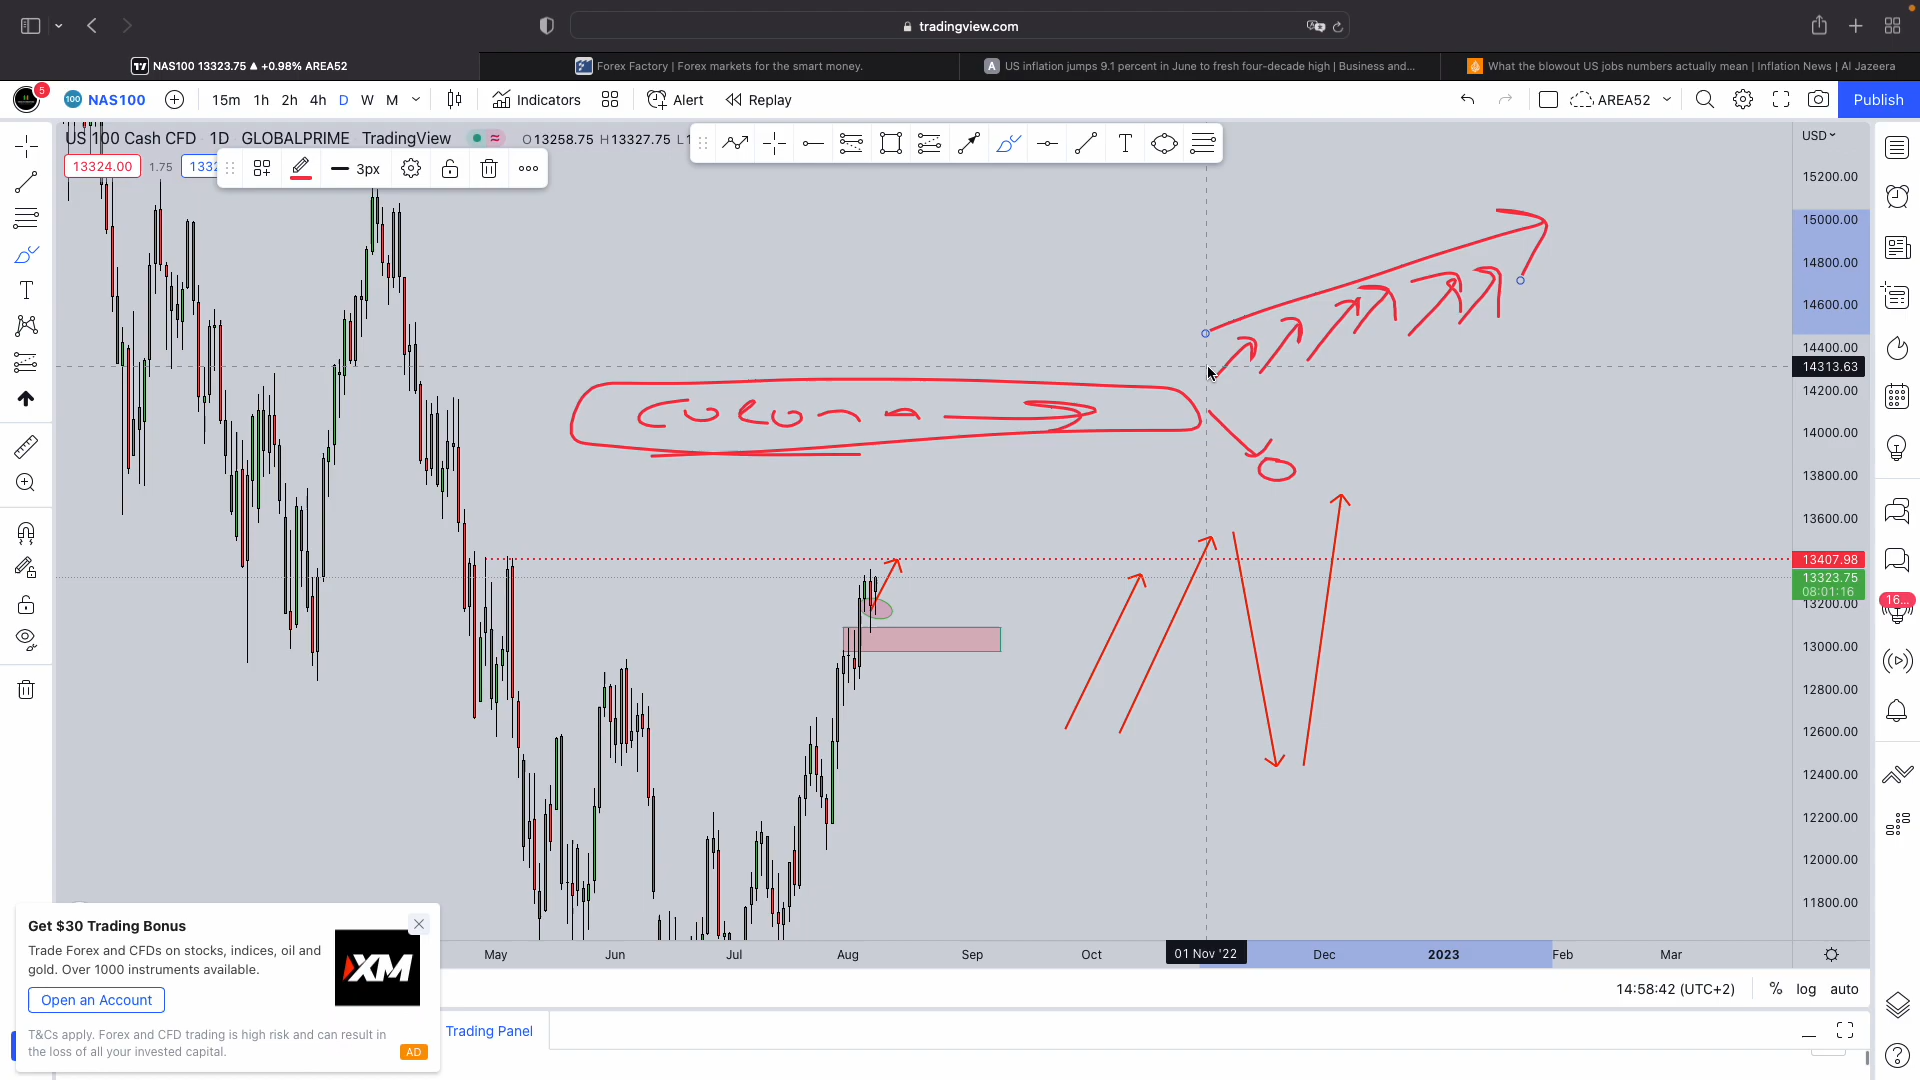 tradingview.com
NAS100 13323.75 ▲ +0.98% AREA52
Forex Factory | Forex markets for the smart money.
US inflation jumps 9.1 percent in June to fresh four-decade high | Business and...
What the blowout US jobs numbers actually mean | Inflation News | Al Jazeera
5
100 NAS100 15m 1h 2h 4h D W M Indicators Alert Replay AREA52 Publish
US 100 Cash CFD 1D GLOBALPRIME TradingView O13258.75 H13327.75
USD
13324.00 1.75
3px
15200.00
15000.00
14800.00
14600.00
14400.00
14313.63
14200.00
14000.00
13800.00
13600.00
13407.98
13323.75
08:01:16
13200.00
13000.00
12800.00
12600.00
12400.00
12200.00
12000.00
11800.00
16...
May Jun Jul Aug Sep Oct 01 Nov '22 Dec 2023 Feb Mar
14:58:42 (UTC+2) % log auto
Get $30 Trading Bonus
Trade Forex and CFDs on stocks, indices, oil and
gold. Over 1000 instruments available.
XM
Open an Account
T&Cs apply. Forex and CFD trading is high risk and can result in
the loss of all your invested capital.
AD
Trading Panel